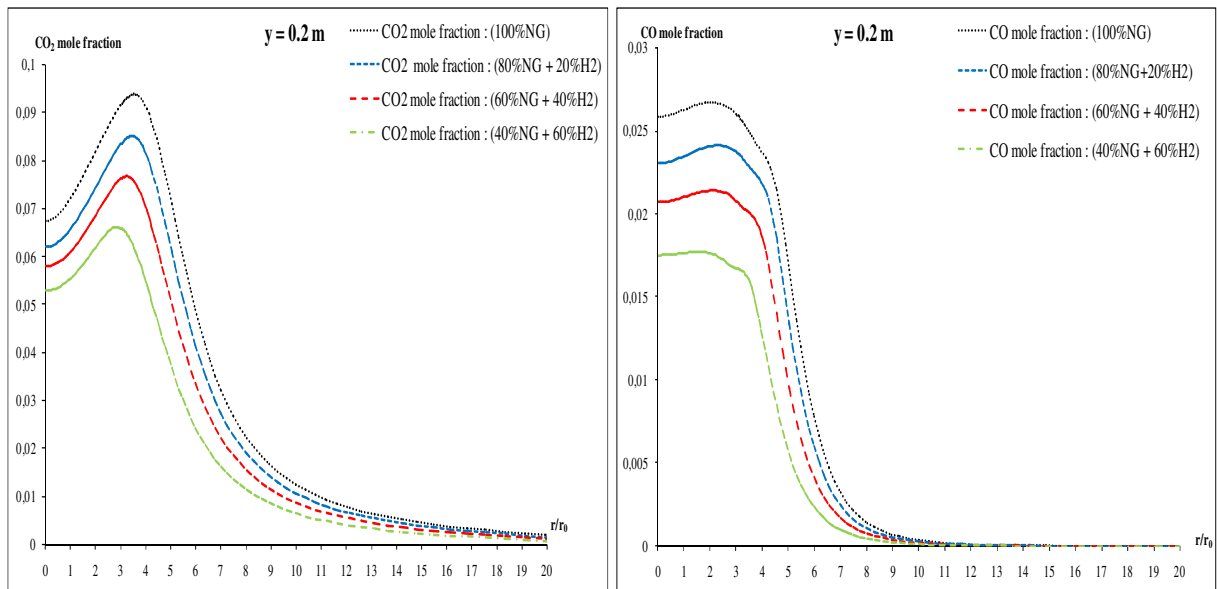 CO2 mole fraction
y = 0.2 m
CO2 mole fraction : (100%NG)
CO2 mole fraction : (80%NG + 20%H2)
CO2 mole fraction : (60%NG + 40%H2)
CO2 mole fraction : (40%NG + 60%H2)
0,1
0,09
0,08
0,07
0,06
0,05
0,04
0,03
0,02
0,01
0
r/r0
0 1 2 3 4 5 6 7 8 9 10 11 12 13 14 15 16 17 18 19 20
CO mole fraction
y = 0.2 m
CO mole fraction : (100%NG)
CO mole fraction : (80%NG+20%H2)
CO mole fraction : (60%NG + 40%H2)
CO mole fraction : (40%NG + 60%H2)
0,03
0,025
0,02
0,015
0,01
0,005
0
r/r0
0 1 2 3 4 5 6 7 8 9 10 11 12 13 14 15 16 17 18 19 20